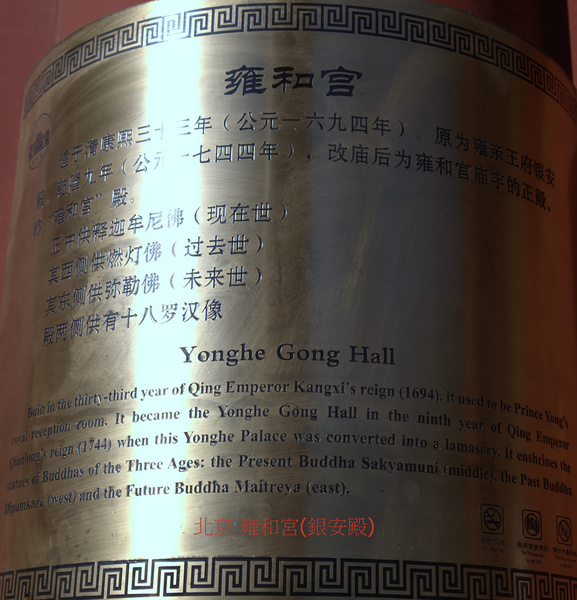 雍和宫
造于清康熙三十三年(公元一六九四年)。原为雍亲王府银安
殿,乾隆九年(公元一七四四年),改庙后为雍和宫庙宇的正殿,
称“雍和宫”殿。
正中供释迦牟尼佛(现在世)
其西侧供燃灯佛(过去世)
其东侧供弥勒佛(未来世)
殿两侧供有十八罗汉像
Yonghe Gong Hall
Built in the thirty-third year of Qing Emperor Kangxi's reign (1694), it used to be Prince Yong's
royal reception room. It became the Yonghe Gong Hall in the ninth year of Qing Emperor
Qianlong's reign (1744) when this Yonghe Palace was converted into a lamasery. It enshrines the
statues of Buddhas of the Three Ages: the Present Buddha Sakyamuni (middle), the Past Buddha
Dipamkara (west) and the Future Buddha Maitreya (east).
北京 雍和宮(銀安殿)